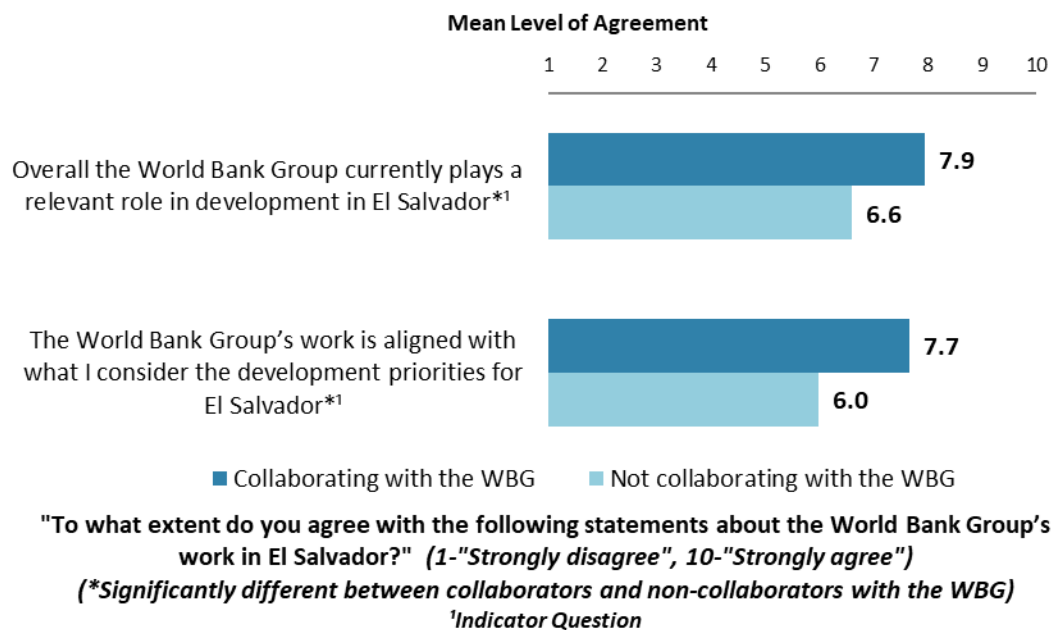 Mean Level of Agreement
1 2 3 4 5 6 7 8 9 10
Overall the World Bank Group currently plays a
relevant role in development in El Salvador*¹
7.9
6.6
The World Bank Group’s work is aligned with
what I consider the development priorities for
El Salvador*¹
7.7
6.0
Collaborating with the WBG Not collaborating with the WBG
"To what extent do you agree with the following statements about the World Bank Group’s
work in El Salvador?" (1-"Strongly disagree", 10-"Strongly agree")
(*Significantly different between collaborators and non-collaborators with the WBG)
¹Indicator Question